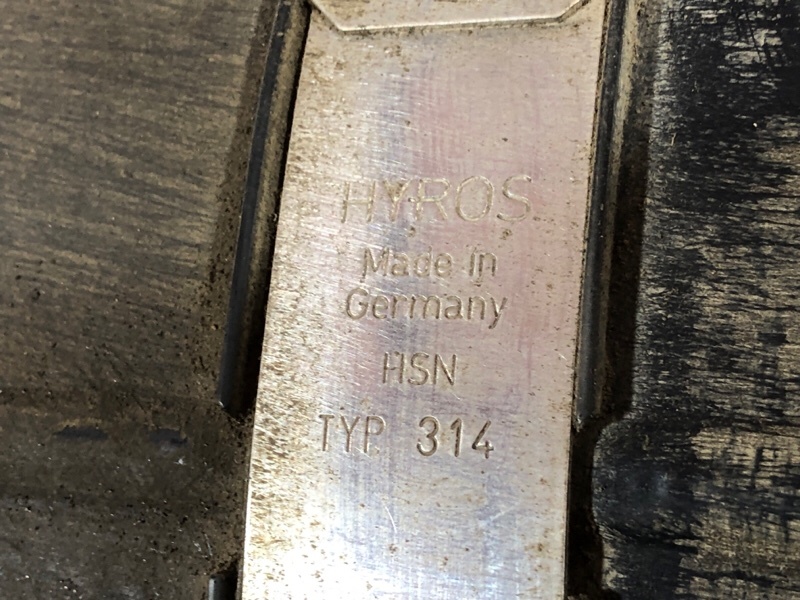 HYROS
Made in
Germany
HSN
TYP. 314